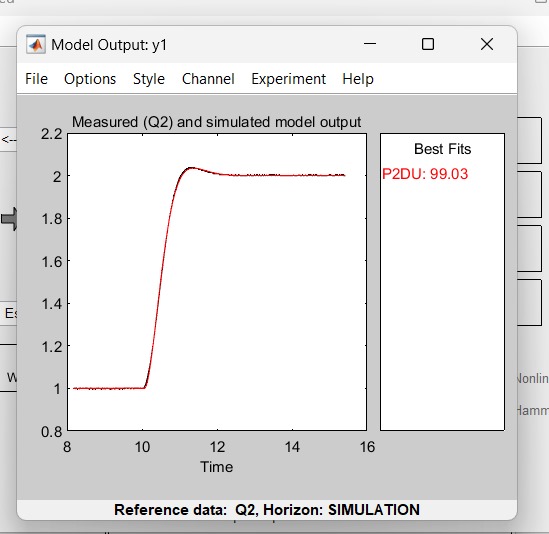 Model Output: y1
File Options Style Channel Experiment Help
Measured (Q2) and simulated model output
2.2
2
1.8
1.6
1.4
1.2
1
0.8
8 10 12 14 16
Time
Best Fits
P2DU: 99.03
Reference data: Q2, Horizon: SIMULATION
<--
Es
W
Nonlin
Hamm